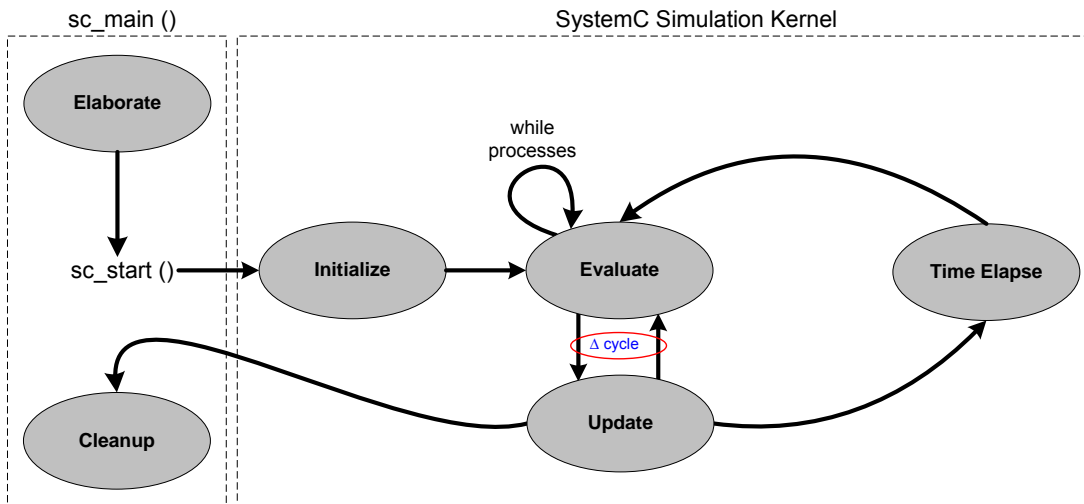 sc_main ()
SystemC Simulation Kernel
Elaborate
while
processes
sc_start ()
Initialize
Evaluate
Time Elapse
Δ cycle
Cleanup
Update